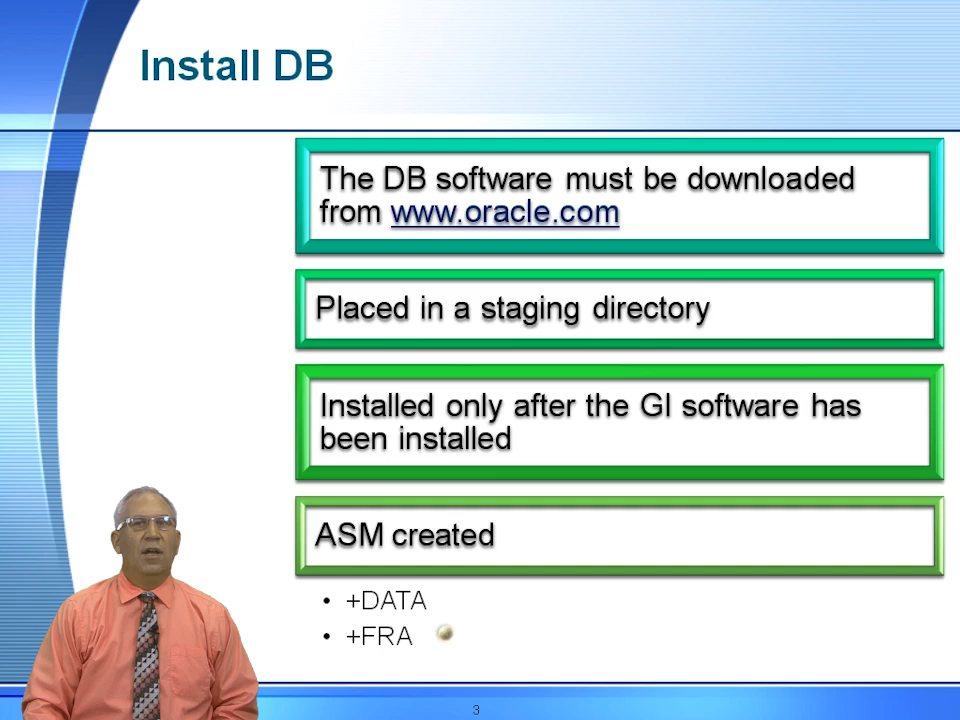 Install DB
The DB software must be downloaded
from www.oracle.com
Placed in a staging directory
Installed only after the GI software has
been installed
ASM created
• +DATA
• +FRA
3